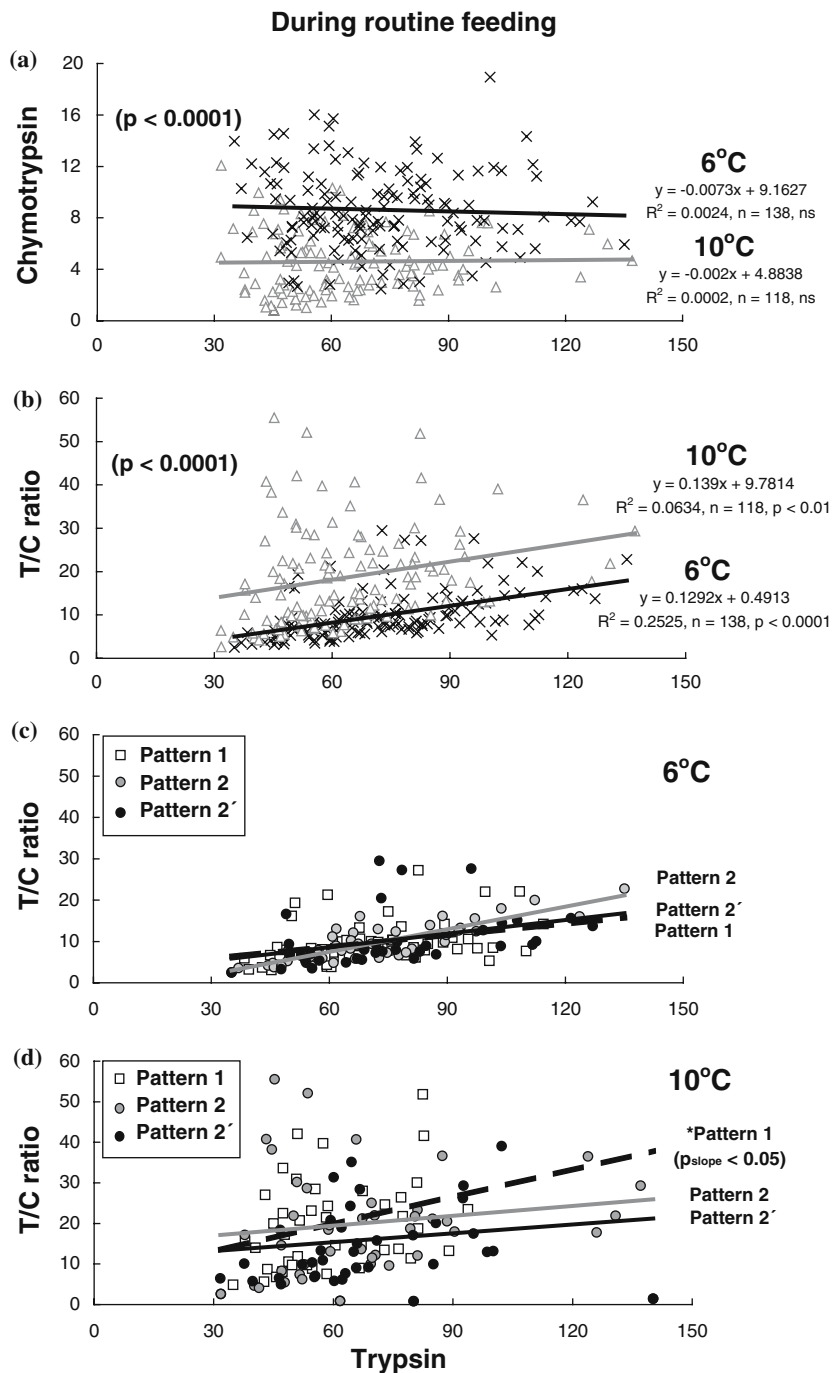 During routine feeding
(a)
20
16
12
8
4
0
Chymotrypsin
(p < 0.0001)
6°C
y = -0.0073x + 9.1627
R² = 0.0024, n = 138, ns
10°C
y = -0.002x + 4.8838
R² = 0.0002, n = 118, ns
0 30 60 90 120 150
(b)
60
50
40
30
20
10
0
T/C ratio
(p < 0.0001)
10°C
y = 0.139x + 9.7814
R² = 0.0634, n = 118, p < 0.01
6°C
y = 0.1292x + 0.4913
R² = 0.2525, n = 138, p < 0.0001
0 30 60 90 120 150
(c)
60
50
40
30
20
10
0
T/C ratio
Pattern 1
Pattern 2
Pattern 2´
6°C
Pattern 2
Pattern 2´
Pattern 1
0 30 60 90 120 150
(d)
60
50
40
30
20
10
0
T/C ratio
Pattern 1
Pattern 2
Pattern 2´
10°C
*Pattern 1
(pslope < 0.05)
Pattern 2
Pattern 2´
0 30 60 90 120 150
Trypsin